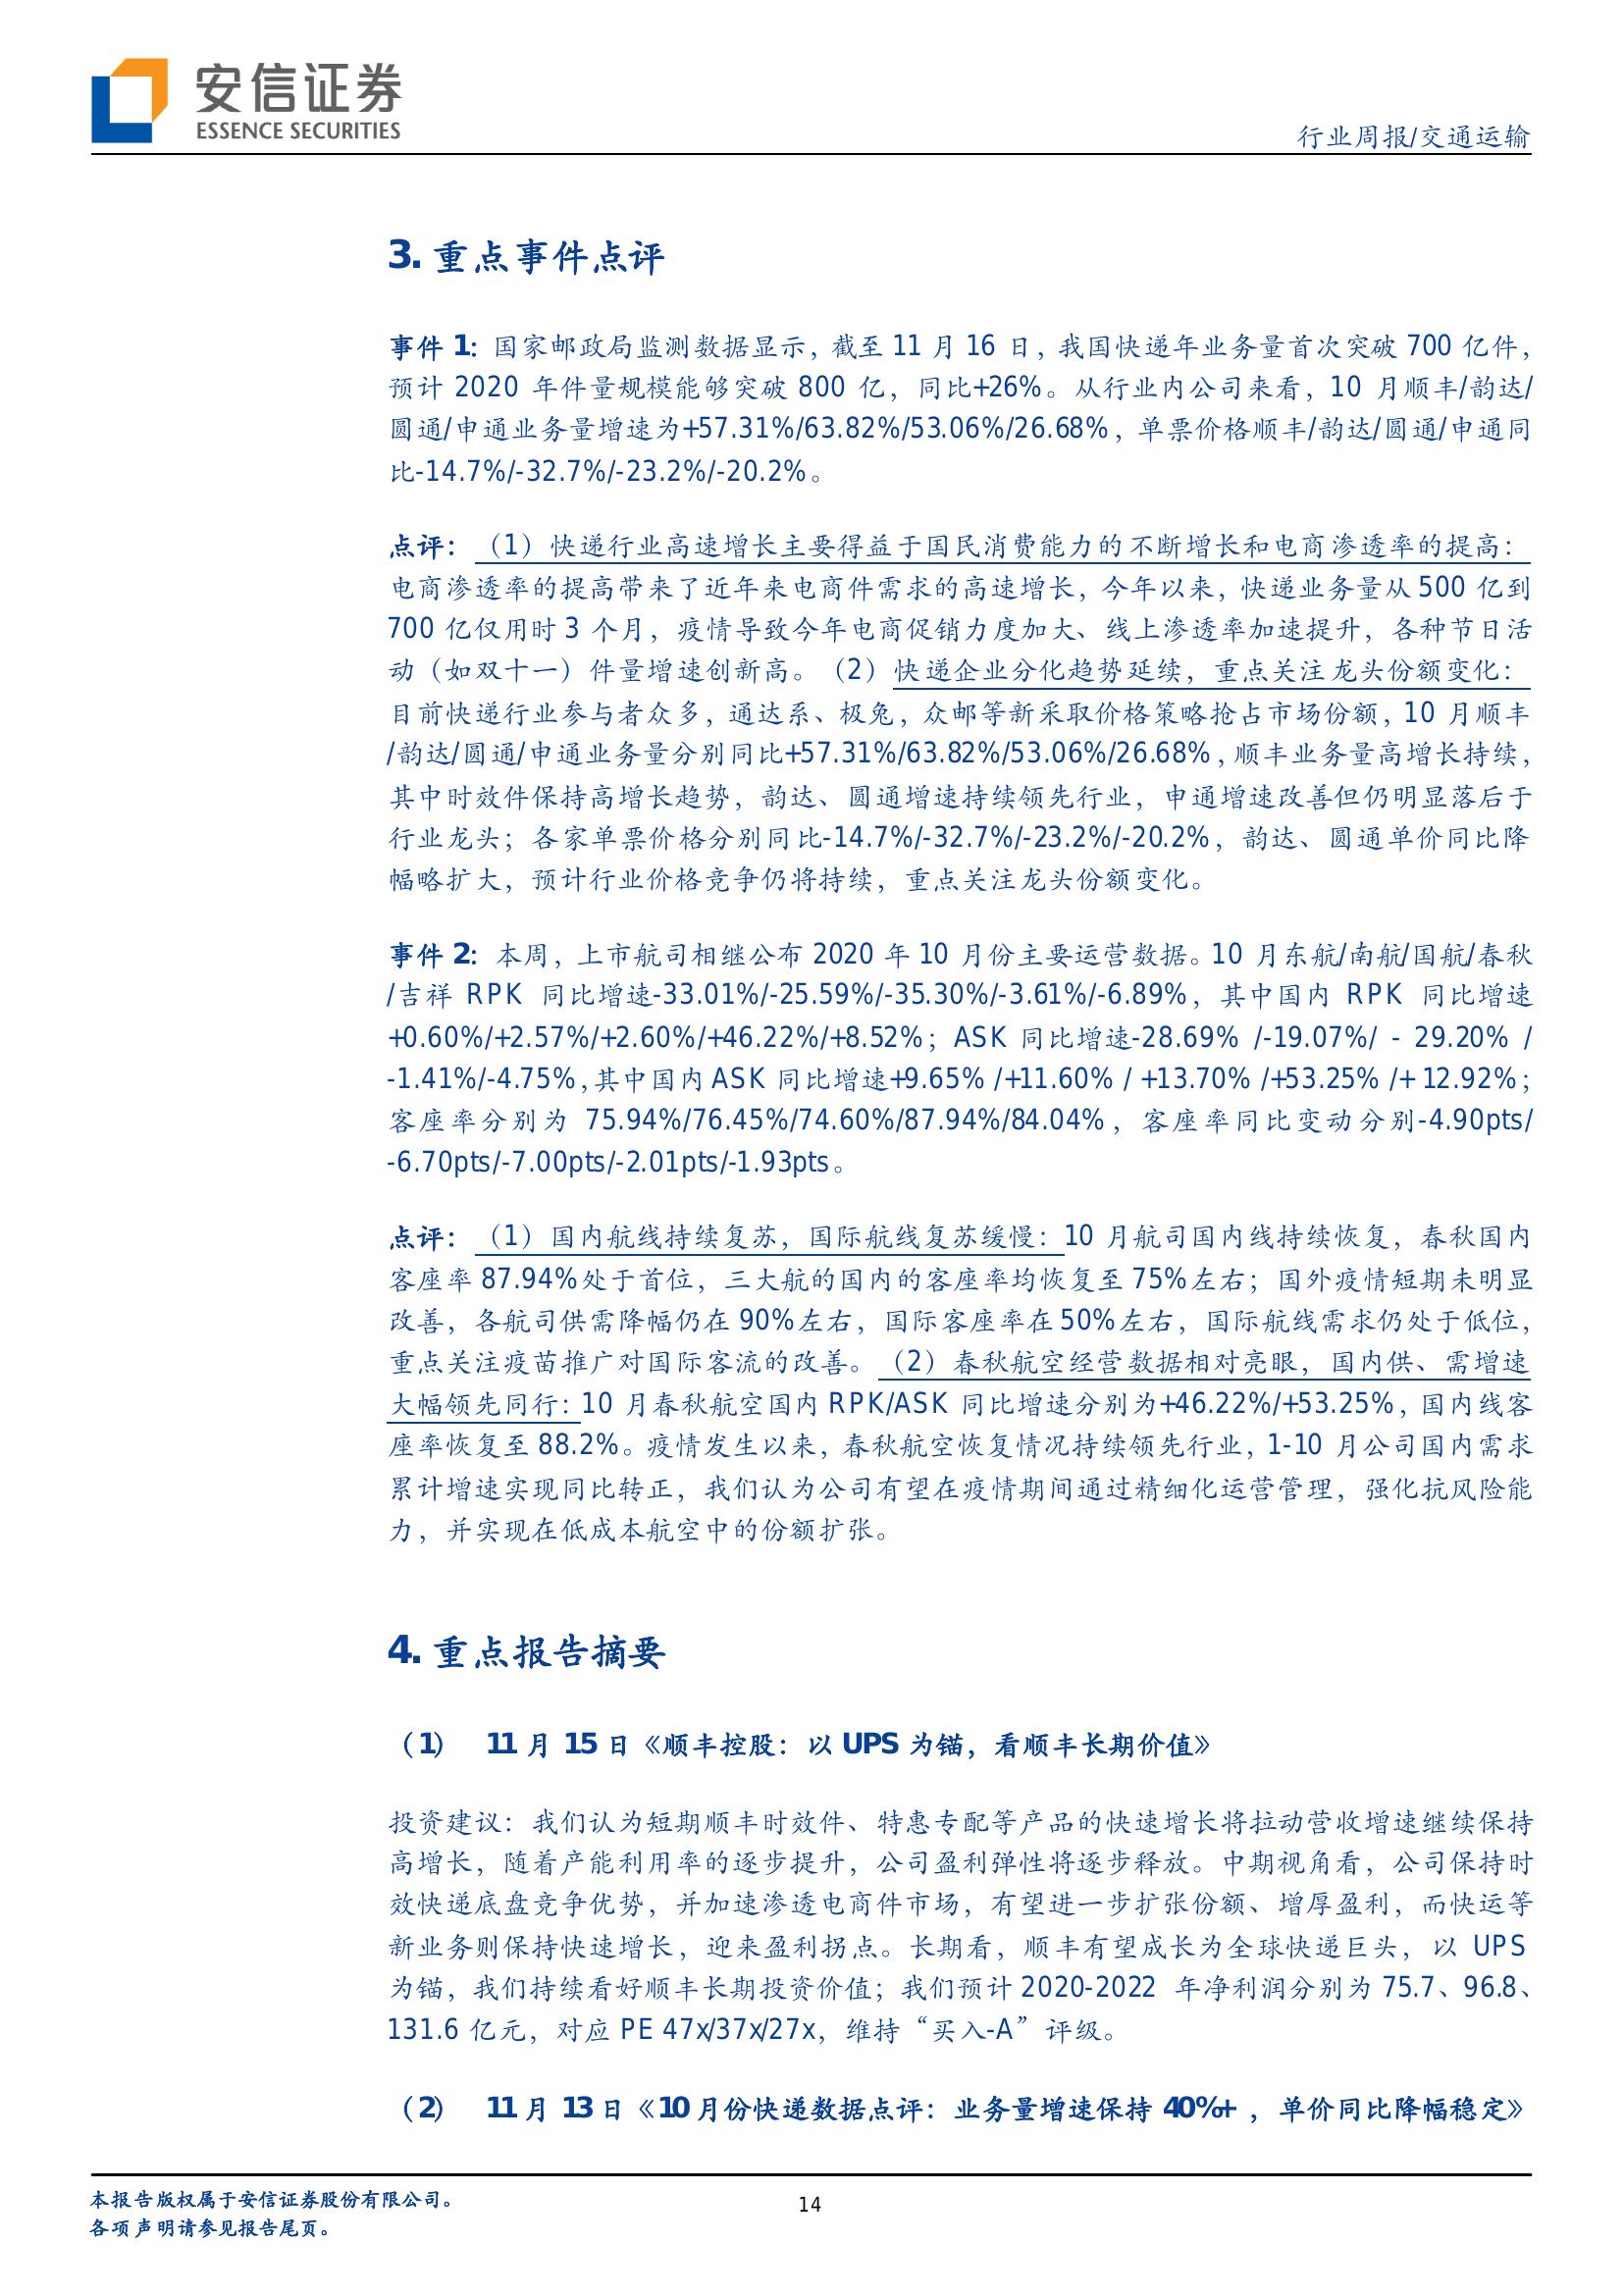 安信证券
ESSENCE SECURITIES
行业周报/交通运输
3. 重点事件点评
事件 1：国家邮政局监测数据显示，截至 11 月 16 日，我国快递年业务量首次突破 700 亿件，
预计 2020 年件量规模能够突破 800 亿，同比+26%。从行业内公司来看，10 月顺丰/韵达/
圆通/申通业务量增速为+57.31%/63.82%/53.06%/26.68%，单票价格顺丰/韵达/圆通/申通同
比-14.7%/-32.7%/-23.2%/-20.2%。
点评：（1）快递行业高速增长主要得益于国民消费能力的不断增长和电商渗透率的提高：
电商渗透率的提高带来了近年来电商件需求的高速增长，今年以来，快递业务量从 500 亿到
700 亿仅用时 3 个月，疫情导致今年电商促销力度加大、线上渗透率加速提升，各种节日活
动（如双十一）件量增速创新高。（2）快递企业分化趋势延续，重点关注龙头份额变化：
目前快递行业参与者众多，通达系、极兔，众邮等新采取价格策略抢占市场份额，10 月顺丰
/韵达/圆通/申通业务量分别同比+57.31%/63.82%/53.06%/26.68%，顺丰业务量高增长持续，
其中时效件保持高增长趋势，韵达、圆通增速持续领先行业，申通增速改善但仍明显落后于
行业龙头；各家单票价格分别同比-14.7%/-32.7%/-23.2%/-20.2%，韵达、圆通单价同比降
幅略扩大，预计行业价格竞争仍将持续，重点关注龙头份额变化。
事件 2：本周，上市航司相继公布 2020 年 10 月份主要运营数据。10 月东航/南航/国航/春秋
/吉祥 RPK 同比增速-33.01%/-25.59%/-35.30%/-3.61%/-6.89%，其中国内 RPK 同比增速
+0.60%/+2.57%/+2.60%/+46.22%/+8.52%；ASK 同比增速-28.69% /-19.07%/ - 29.20% /
-1.41%/-4.75%，其中国内 ASK 同比增速+9.65% /+11.60% / +13.70% /+53.25% /+ 12.92%；
客座率分别为 75.94%/76.45%/74.60%/87.94%/84.04%，客座率同比变动分别-4.90pts/
-6.70pts/-7.00pts/-2.01pts/-1.93pts。
点评：（1）国内航线持续复苏，国际航线复苏缓慢：10 月航司国内线持续恢复，春秋国内
客座率 87.94%处于首位，三大航的国内的客座率均恢复至 75%左右；国外疫情短期未明显
改善，各航司供需降幅仍在 90%左右，国际客座率在 50%左右，国际航线需求仍处于低位，
重点关注疫苗推广对国际客流的改善。（2）春秋航空经营数据相对亮眼，国内供、需增速
大幅领先同行：10 月春秋航空国内 RPK/ASK 同比增速分别为+46.22%/+53.25%，国内线客
座率恢复至 88.2%。疫情发生以来，春秋航空恢复情况持续领先行业，1-10 月公司国内需求
累计增速实现同比转正，我们认为公司有望在疫情期间通过精细化运营管理，强化抗风险能
力，并实现在低成本航空中的份额扩张。
4. 重点报告摘要
（1） 11 月 15 日《顺丰控股：以 UPS 为锚，看顺丰长期价值》
投资建议：我们认为短期顺丰时效件、特惠专配等产品的快速增长将拉动营收增速继续保持
高增长，随着产能利用率的逐步提升，公司盈利弹性将逐步释放。中期视角看，公司保持时
效快递底盘竞争优势，并加速渗透电商件市场，有望进一步扩张份额、增厚盈利，而快运等
新业务则保持快速增长，迎来盈利拐点。长期看，顺丰有望成长为全球快递巨头，以 UPS
为锚，我们持续看好顺丰长期投资价值；我们预计 2020-2022 年净利润分别为 75.7、96.8、
131.6 亿元，对应 PE 47x/37x/27x，维持“买入-A”评级。
（2） 11 月 13 日《10 月份快递数据点评：业务量增速保持 40%+，单价同比降幅稳定》
本报告版权属于安信证券股份有限公司。
14
各项声明请参见报告尾页。